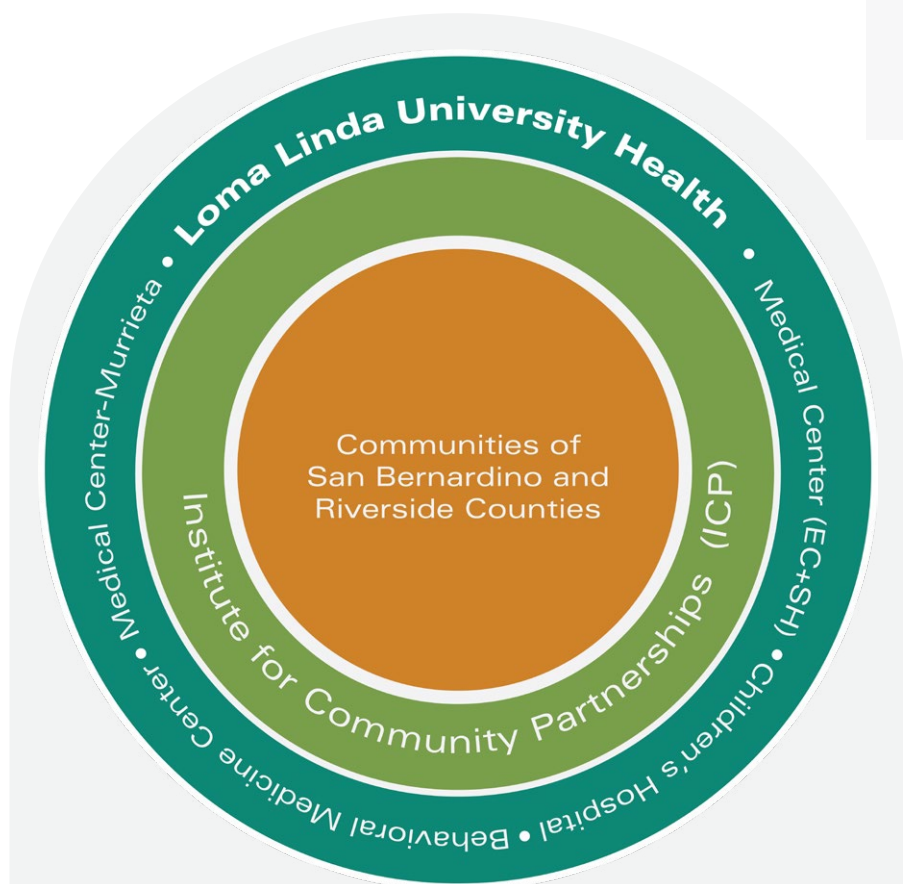 Loma Linda University Health • Medical Center (EC+SH) • Children's Hospital • Behavioral Medicine Center • Medical Center-Murrieta •
Institute for Community Partnerships (ICP)
Communities of
San Bernardino and
Riverside Counties